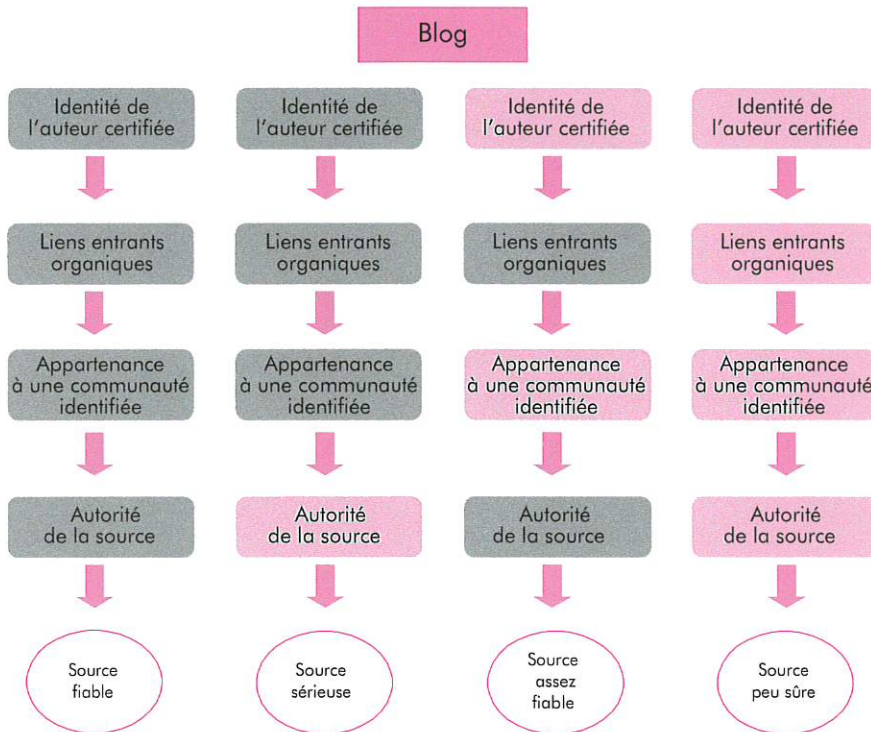 Blog
Identité de
l'auteur certifiée
Identité de
l'auteur certifiée
Identité de
l'auteur certifiée
Identité de
l'auteur certifiée
Liens entrants
organiques
Liens entrants
organiques
Liens entrants
organiques
Liens entrants
organiques
Appartenance
à une communauté
identifiée
Appartenance
à une communauté
identifiée
Appartenance
à une communauté
identifiée
Appartenance
à une communauté
identifiée
Autorité
de la source
Autorité
de la source
Autorité
de la source
Autorité
de la source
Source
fiable
Source
sérieuse
Source
assez
fiable
Source
peu sûre